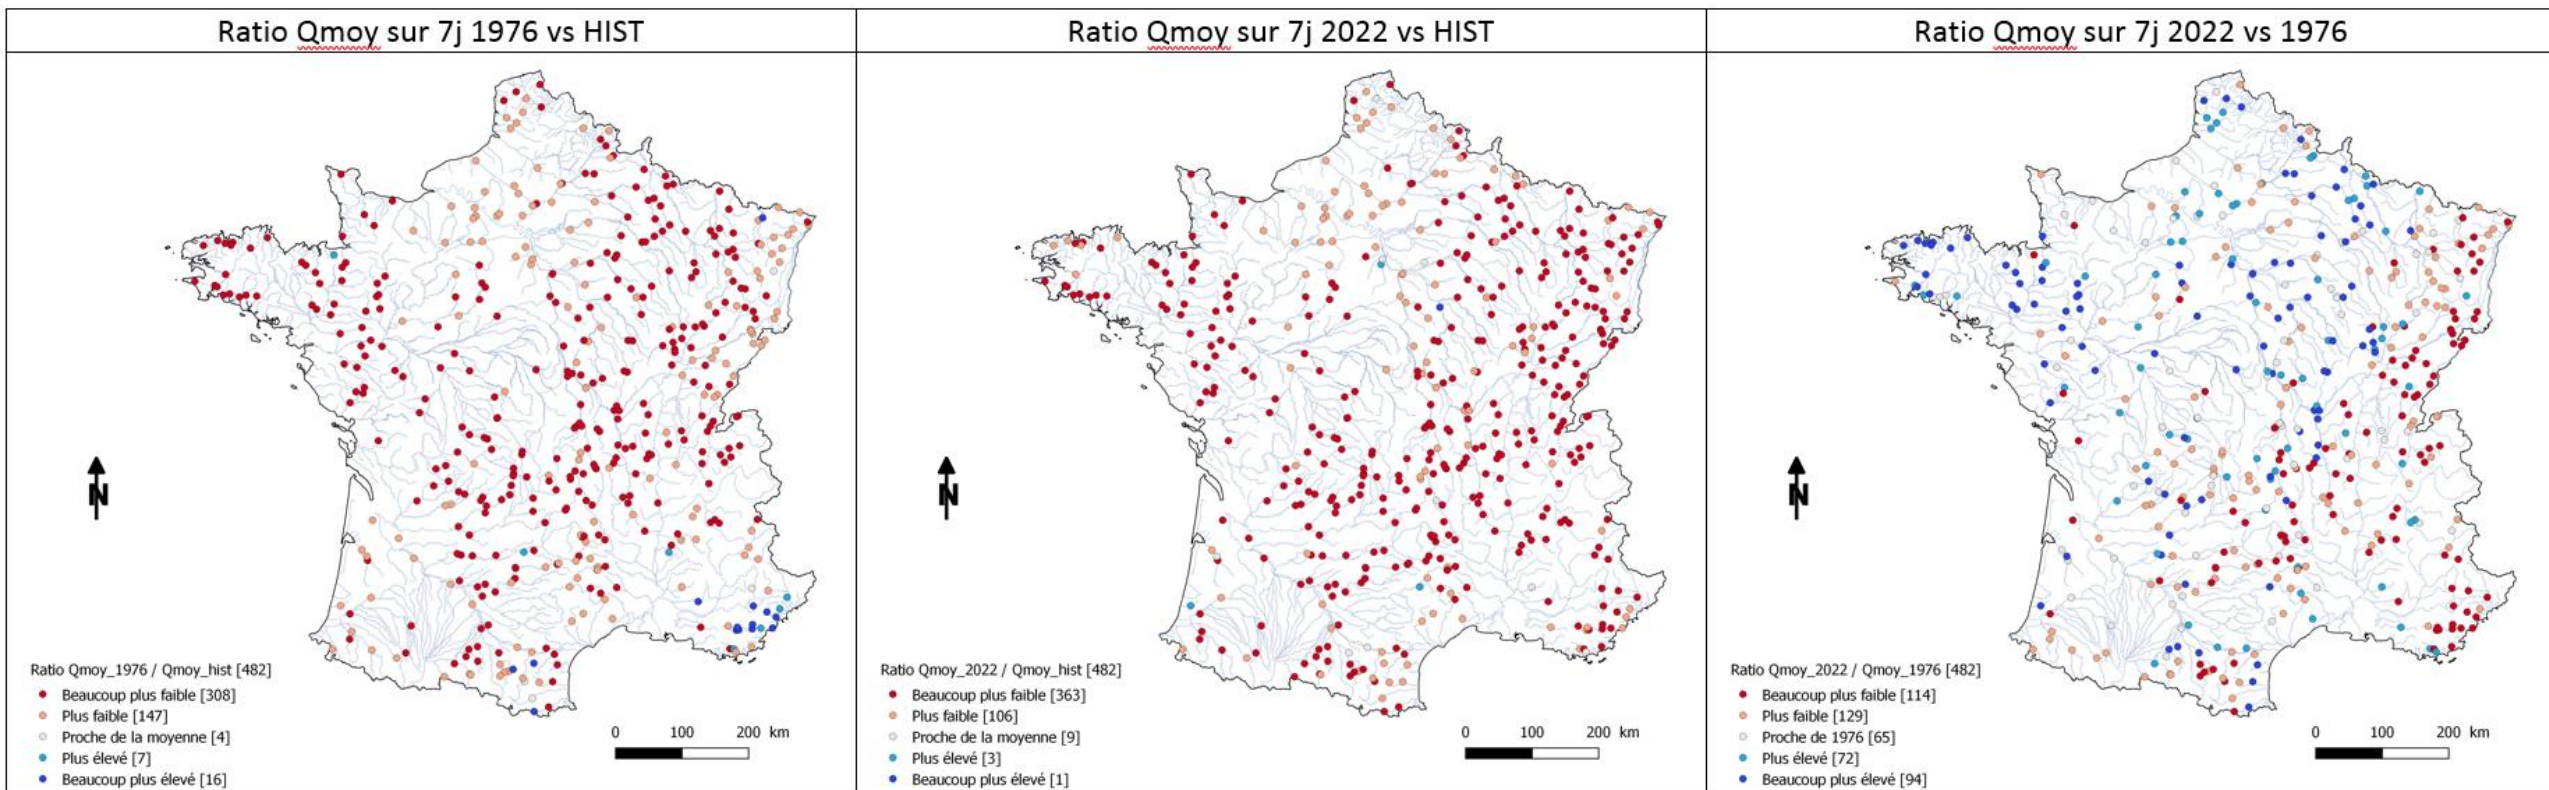 Ratio Qmoy sur 7j 1976 vs HIST
Ratio Qmoy sur 7j 2022 vs HIST
Ratio Qmoy sur 7j 2022 vs 1976
N
Ratio Qmoy_1976 / Qmoy_hist [482]
Beaucoup plus faible [308]
Plus faible [147]
Proche de la moyenne [4]
Plus élevé [7]
Beaucoup plus élevé [16]
0 100 200 km
N
Ratio Qmoy_2022 / Qmoy_hist [482]
Beaucoup plus faible [363]
Plus faible [106]
Proche de la moyenne [9]
Plus élevé [3]
Beaucoup plus élevé [1]
0 100 200 km
N
Ratio Qmoy_2022 / Qmoy_1976 [482]
Beaucoup plus faible [114]
Plus faible [129]
Proche de 1976 [65]
Plus élevé [72]
Beaucoup plus élevé [94]
0 100 200 km